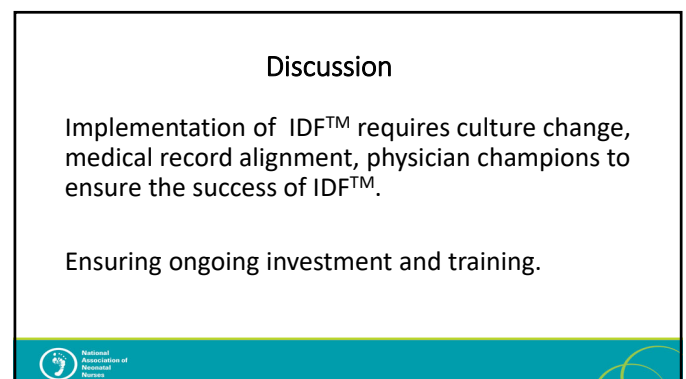 Discussion
Implementation of  IDF™ requires culture change,
medical record alignment, physician champions to
ensure the success of IDF™.
Ensuring ongoing investment and training.
National
Association of
Neonatal
Nurses